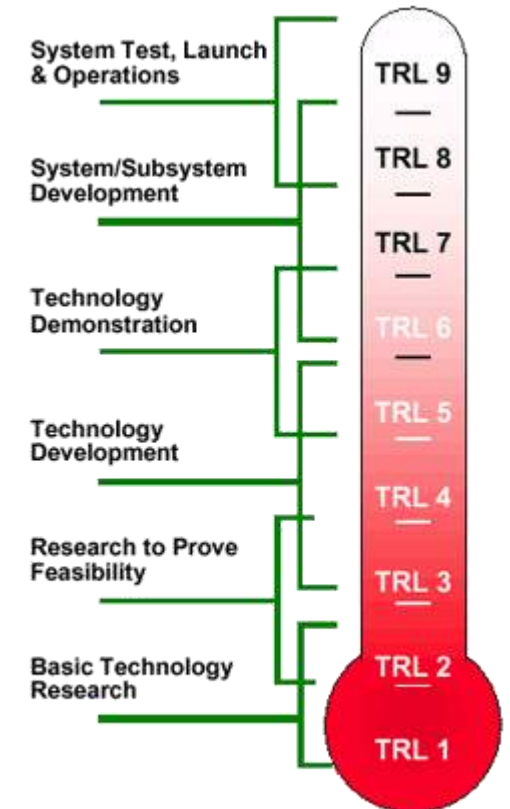 System Test, Launch
& Operations
System/Subsystem
Development
Technology
Demonstration
Technology
Development
Research to Prove
Feasibility
Basic Technology
Research
TRL 9
TRL 8
TRL 7
TRL 6
TRL 5
TRL 4
TRL 3
TRL 2
TRL 1